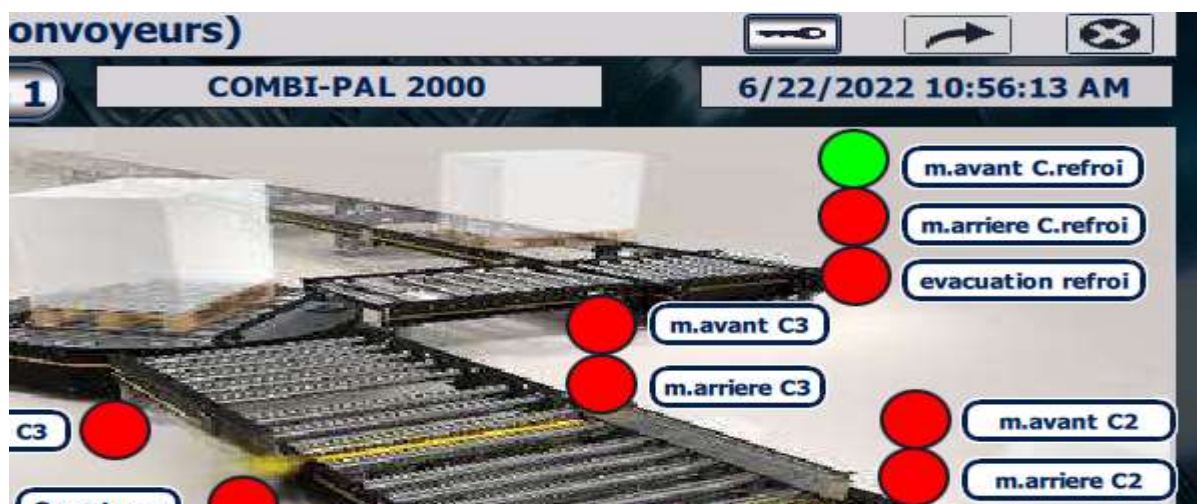 onvoyeurs)
1
COMBI-PAL 2000
6/22/2022 10:56:13 AM
m.avant C.refroi
m.arriere C.refroi
evacuation refroi
m.avant C3
m.arriere C3
C3
m.avant C2
m.arriere C2